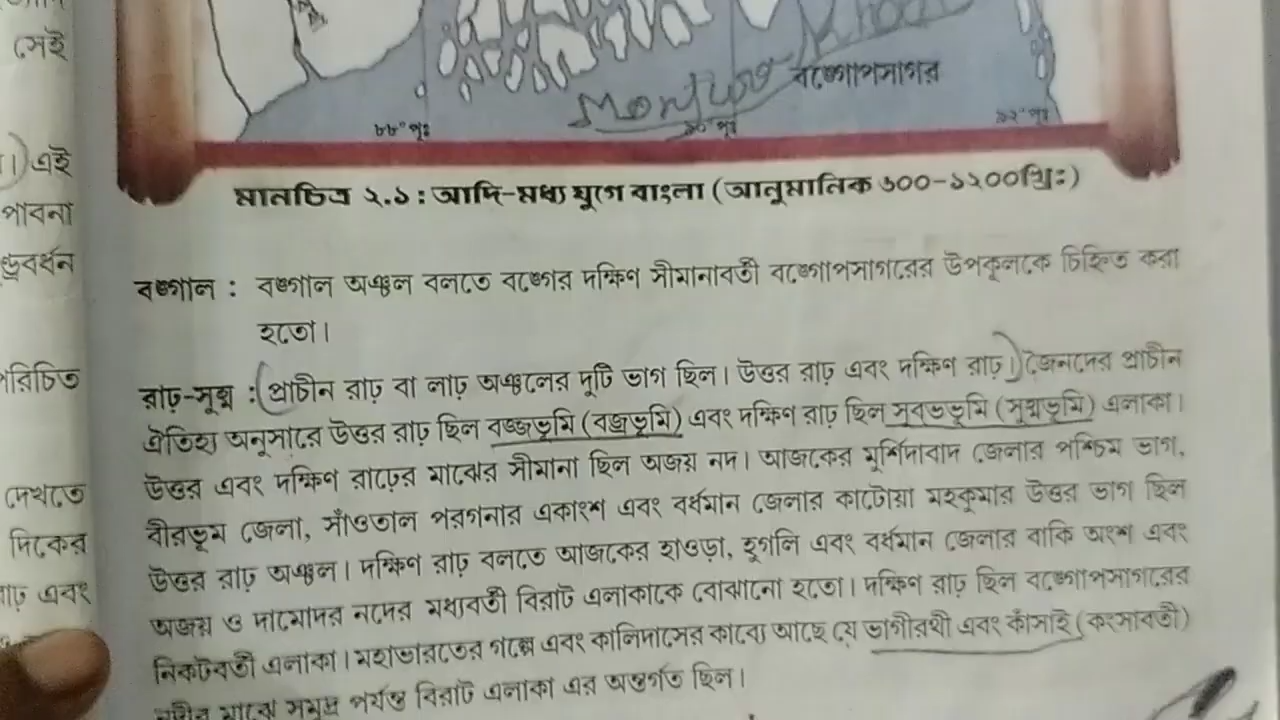 সেই
। এই
পাবনা
ণ্ড্রবর্ধন
পরিচিত
দেখতে
দিকের
রাঢ় এবং
বঙ্গোপসাগর
৮৮° পূঃ ৯০° পূঃ ৯২° পূঃ
মানচিত্র ২.১ : আদি-মধ্য যুগে বাংলা (আনুমানিক ৬০০-১২০০খ্রিঃ)
বঙ্গাল : বঙ্গাল অঞ্চল বলতে বঙ্গের দক্ষিণ সীমানাবর্তী বঙ্গোপসাগরের উপকূলকে চিহ্নিত করা
হতো।
রাঢ়-সুহ্ম : প্রাচীন রাঢ় বা লাঢ় অঞ্চলের দুটি ভাগ ছিল। উত্তর রাঢ় এবং দক্ষিণ রাঢ়। জৈনদের প্রাচীন
ঐতিহ্য অনুসারে উত্তর রাঢ় ছিল বজ্জভূমি (বজ্রভূমি) এবং দক্ষিণ রাঢ় ছিল সুবভভূমি (সুহ্মভূমি) এলাকা।
উত্তর এবং দক্ষিণ রাঢ়ের মাঝের সীমানা ছিল অজয় নদ। আজকের মুর্শিদাবাদ জেলার পশ্চিম ভাগ,
বীরভূম জেলা, সাঁওতাল পরগনার একাংশ এবং বর্ধমান জেলার কাটোয়া মহকুমার উত্তর ভাগ ছিল
উত্তর রাঢ় অঞ্চল। দক্ষিণ রাঢ় বলতে আজকের হাওড়া, হুগলি এবং বর্ধমান জেলার বাকি অংশ এবং
অজয় ও দামোদর নদের মধ্যবর্তী বিরাট এলাকাকে বোঝানো হতো। দক্ষিণ রাঢ় ছিল বঙ্গোপসাগরের
নিকটবর্তী এলাকা। মহাভারতের গল্পে এবং কালিদাসের কাব্যে আছে যে ভাগীরথী এবং কাঁসাই (কংসাবতী)
নদীর মাঝে সমুদ্র পর্যন্ত বিরাট এলাকা এর অন্তর্গত ছিল।